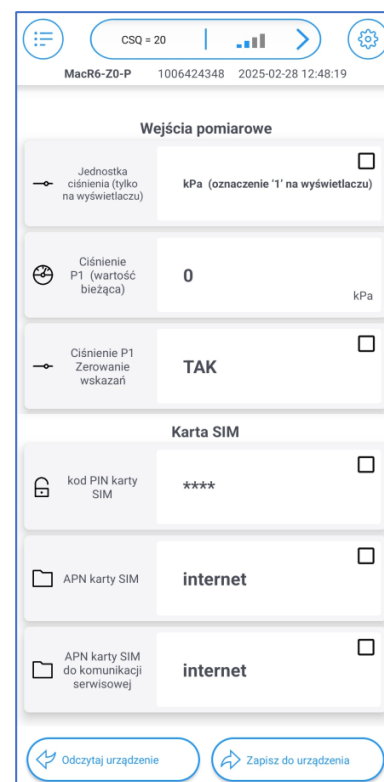 CSQ = 20
MacR6-Z0-P 1006424348 2025-02-28 12:48:19
Wejścia pomiarowe
Jednostka
ciśnienia (tylko
na wyświetlaczu)
kPa (oznaczenie '1' na wyświetlaczu)
Ciśnienie
P1 (wartość
bieżąca)
0
kPa
Ciśnienie P1
Zerowanie
wskazań
TAK
Karta SIM
kod PIN karty
SIM
****
APN karty SIM
internet
APN karty SIM
do komunikacji
serwisowej
internet
Odczytaj urządzenie
Zapisz do urządzenia